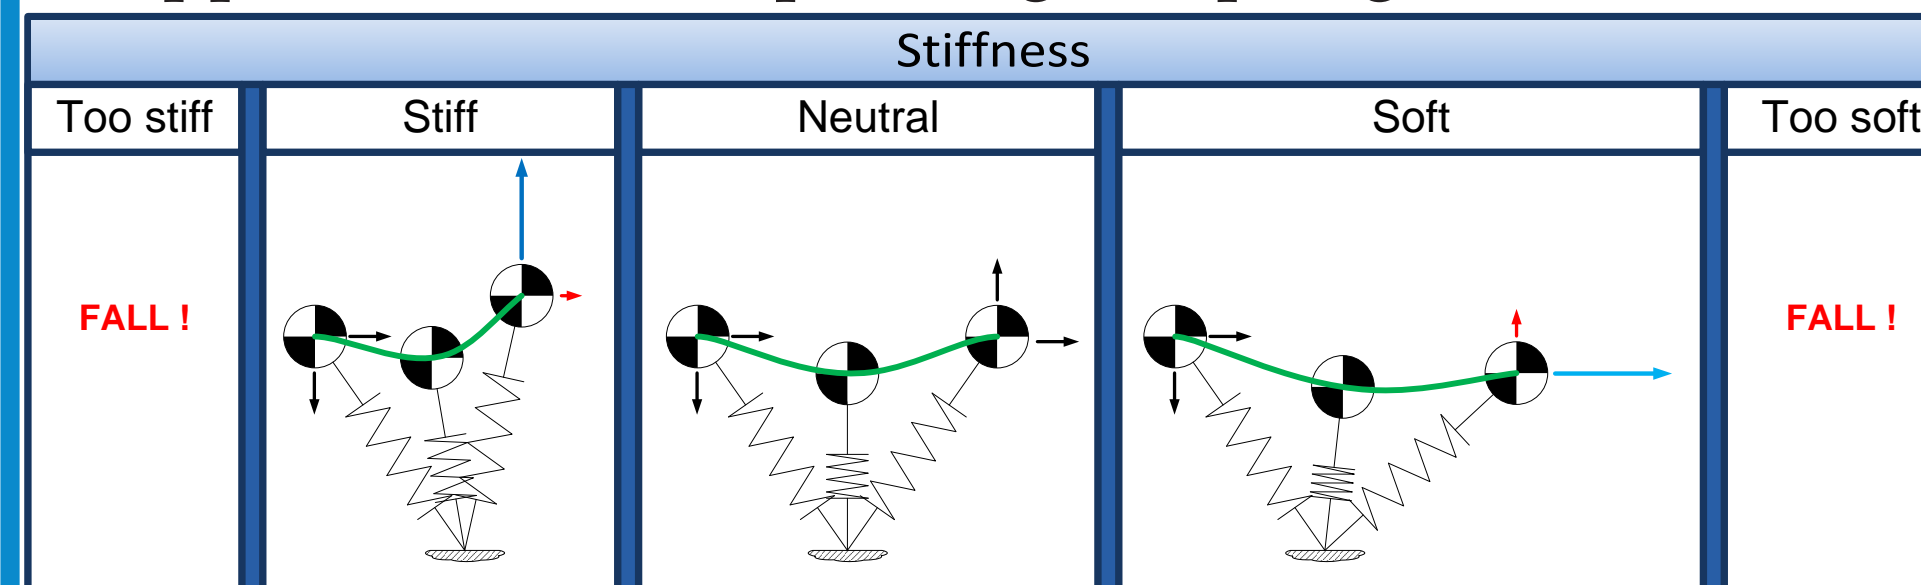 Stiffness
Too stiff
Stiff
Neutral
Soft
Too soft
FALL !
FALL !